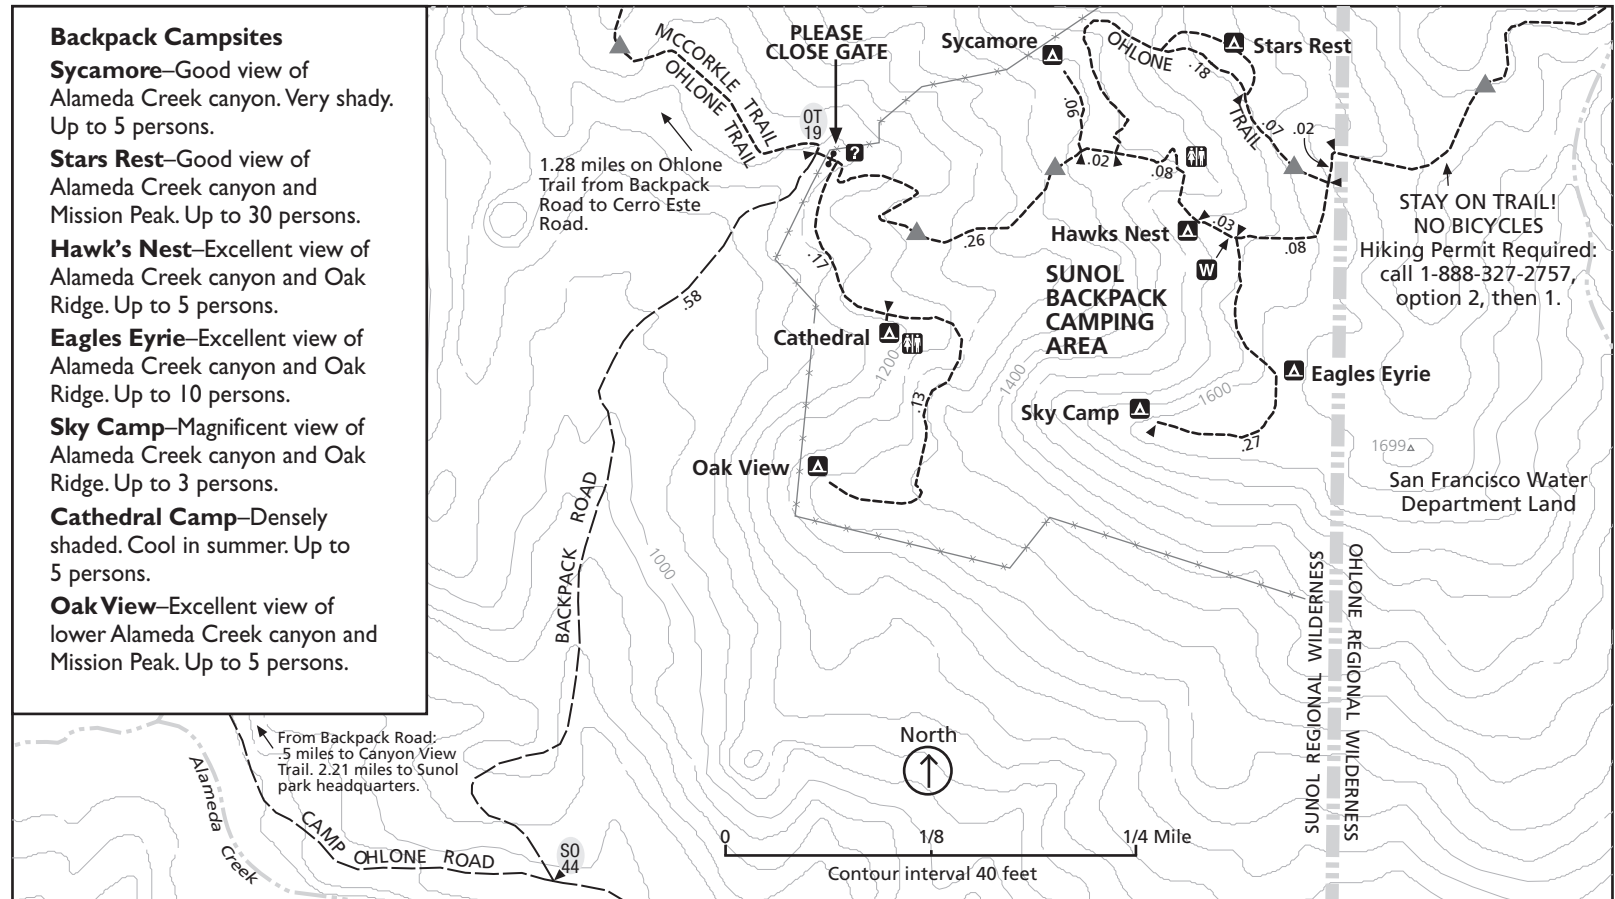 Backpack Campsites
Sycamore–Good view of
Alameda Creek canyon. Very shady.
Up to 5 persons.
Stars Rest–Good view of
Alameda Creek canyon and
Mission Peak. Up to 30 persons.
Hawk's Nest–Excellent view of
Alameda Creek canyon and Oak
Ridge. Up to 5 persons.
Eagles Eyrie–Excellent view of
Alameda Creek canyon and Oak
Ridge. Up to 10 persons.
Sky Camp–Magnificent view of
Alameda Creek canyon and Oak
Ridge. Up to 3 persons.
Cathedral Camp–Densely
shaded. Cool in summer. Up to
5 persons.
Oak View–Excellent view of
lower Alameda Creek canyon and
Mission Peak. Up to 5 persons.
MCCORKLE TRAIL
OHLONE TRAIL
PLEASE
CLOSE GATE
OT
19
?
1.28 miles on Ohlone
Trail from Backpack
Road to Cerro Este
Road.
Sycamore
.06
OHLONE
TRAIL
.18
Stars Rest
.07
.02
.02
.08
.26
Hawks Nest
.03
W
.08
STAY ON TRAIL!
NO BICYCLES
Hiking Permit Required:
call 1-888-327-2757,
option 2, then 1.
SUNOL
BACKPACK
CAMPING
AREA
.17
.58
Cathedral
1200
.13
1400
1600
Eagles Eyrie
Sky Camp
.27
1699
Oak View
San Francisco Water
Department Land
BACKPACK ROAD
1000
SUNOL REGIONAL WILDERNESS
OHLONE REGIONAL WILDERNESS
From Backpack Road:
.5 miles to Canyon View
Trail. 2.21 miles to Sunol
park headquarters.
Alameda Creek
CAMP OHLONE ROAD
SO
44
North
0 1/8 1/4 Mile
Contour interval 40 feet